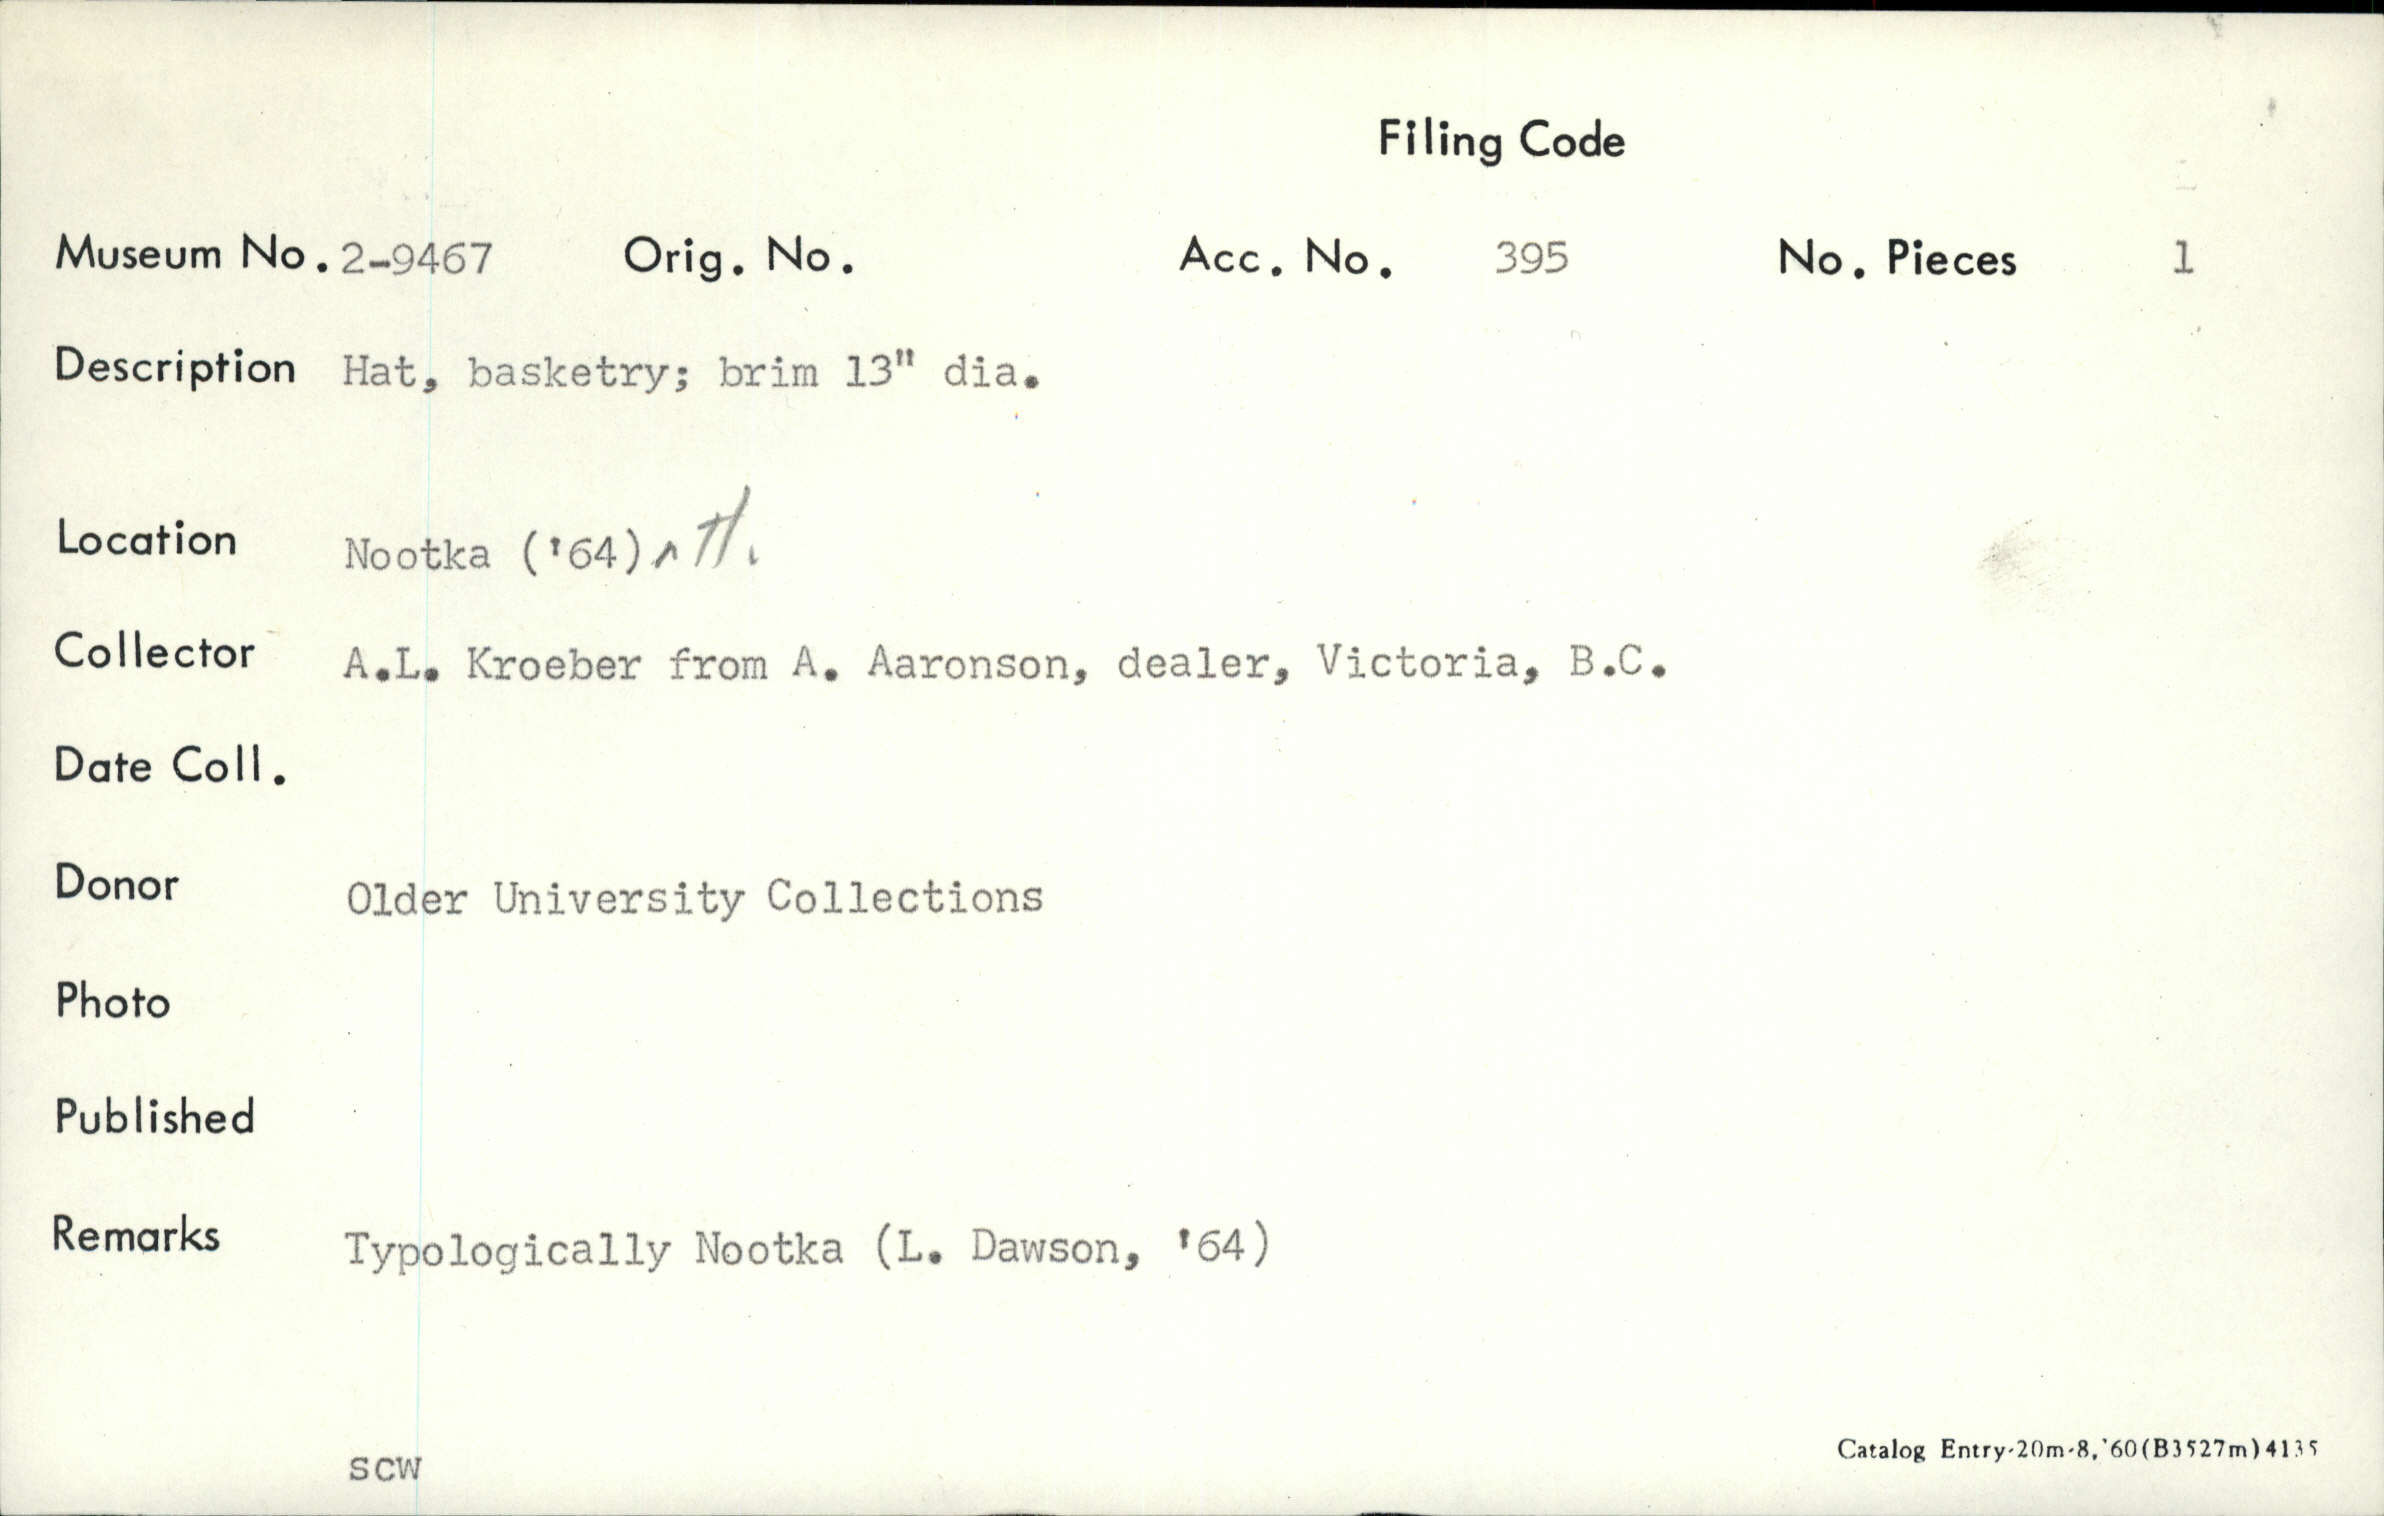 Filing Code
Museum No. 2-9467 Orig. No. Acc. No. 395 No. Pieces 1
Description Hat, basketry; brim 13" dia.
Location Nootka ('64)
Collector A.L. Kroeber from A. Aaronson, dealer, Victoria, B.C.
Date Coll.
Donor Older University Collections
Photo
Published
Remarks Typologically Nootka (L. Dawson, '64)
scw
Catalog Entry-20m-8,'60(B3527m)4135